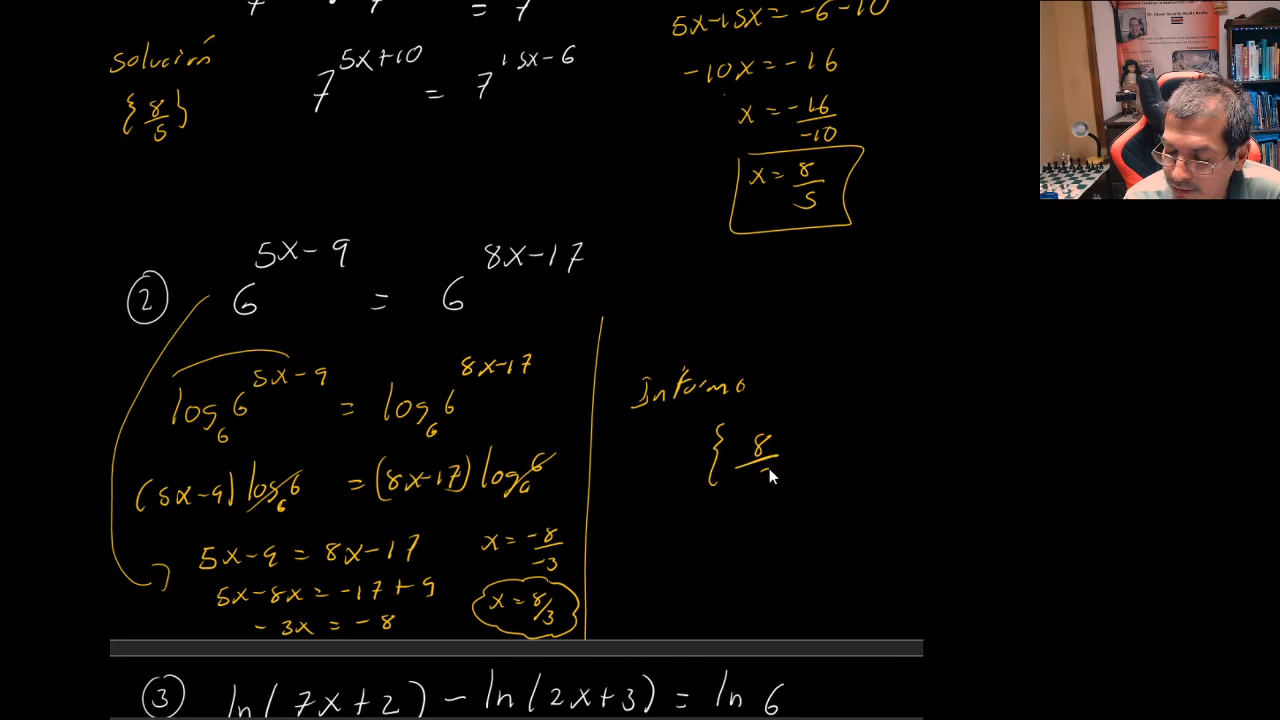 = 7
5x-15x = -6-10
Solución
7^{5x+10} = 7^{15x-6}
-10x = -16
{8/5}
x = -16/-10
x = 8/5
② 6^{5x-9} = 6^{8x-17}
log_6 6^{5x-9} = log_6 6^{8x-17}
Informo
{ 8/
(5x-9) log_6 6 = (8x-17) log_6 6
5x-9 = 8x-17
x = -8/-3
5x-8x = -17+9
x = 8/3
-3x = -8
③ ln(7x+2) - ln(2x+3) = ln 6